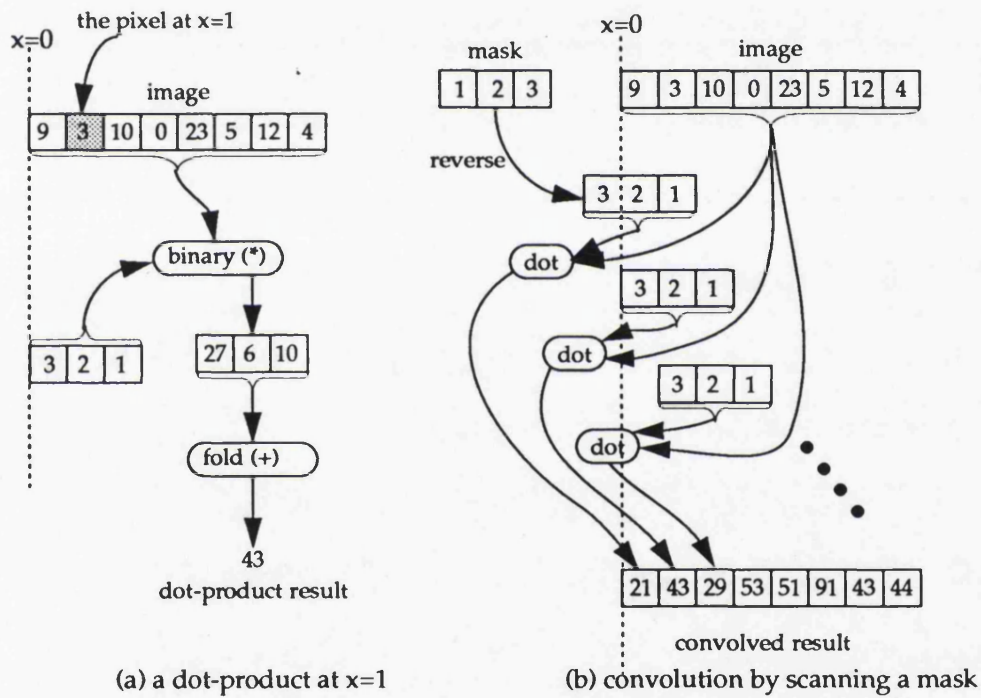 the pixel at x=1
x=0
image
9 3 10 0 23 5 12 4
binary (*)
3 2 1
27 6 10
fold (+)
43
dot-product result
(a) a dot-product at x=1
x=0
mask
image
1 2 3
9 3 10 0 23 5 12 4
reverse
3 2 1
dot
3 2 1
dot
3 2 1
dot
21 43 29 53 51 91 43 44
convolved result
(b) convolution by scanning a mask